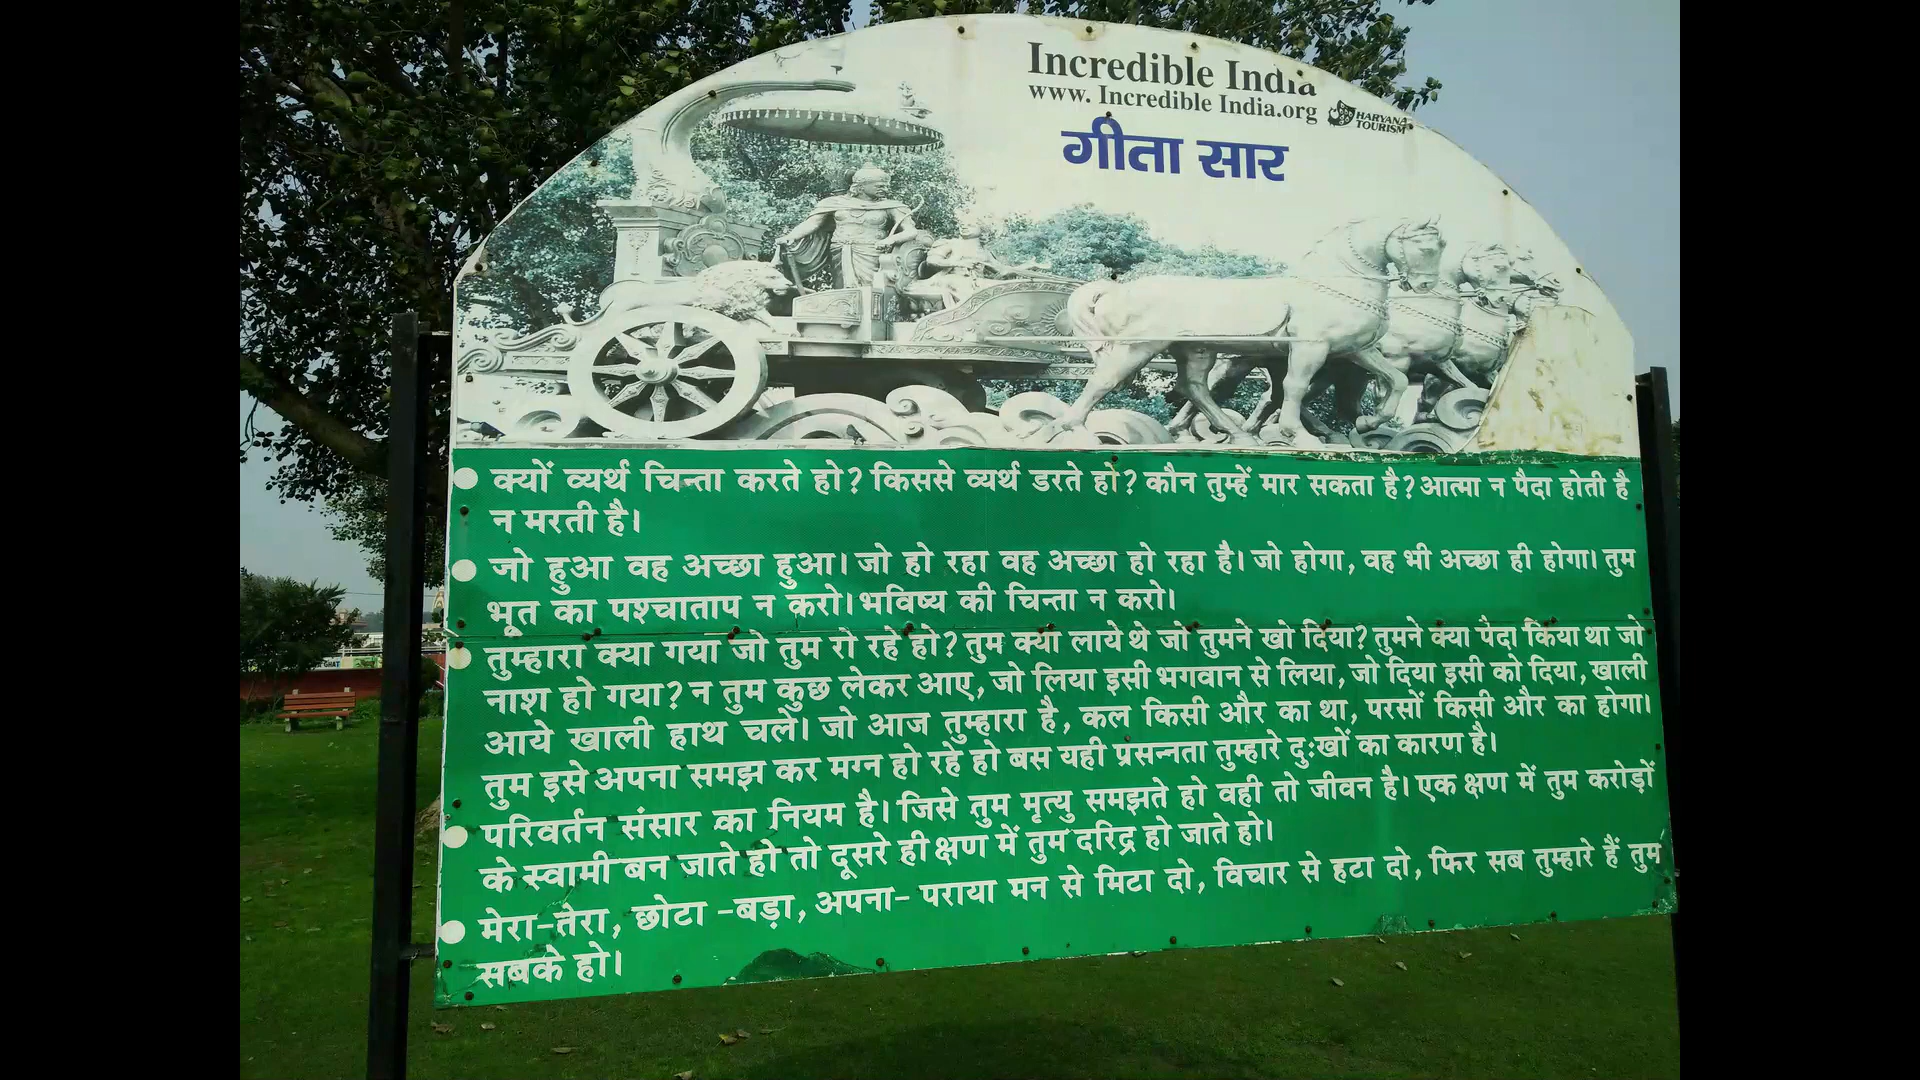 Incredible India
www. Incredible India.org
HARYANA
TOURISM
गीता सार
क्यों व्यर्थ चिन्ता करते हो? किससे व्यर्थ डरते हो? कौन तुम्हें मार सकता है? आत्मा न पैदा होती है
न मरती है।
जो हुआ वह अच्छा हुआ। जो हो रहा वह अच्छा हो रहा है। जो होगा, वह भी अच्छा ही होगा। तुम
भूत का पश्चाताप न करो। भविष्य की चिन्ता न करो।
तुम्हारा क्या गया जो तुम रो रहे हो? तुम क्या लाये थे जो तुमने खो दिया? तुमने क्या पैदा किया था जो
नाश हो गया? न तुम कुछ लेकर आए, जो लिया इसी भगवान से लिया, जो दिया इसी को दिया, खाली
आये खाली हाथ चले। जो आज तुम्हारा है, कल किसी और का था, परसों किसी और का होगा।
तुम इसे अपना समझ कर मग्न हो रहे हो बस यही प्रसन्नता तुम्हारे दुःखों का कारण है।
परिवर्तन संसार का नियम है। जिसे तुम मृत्यु समझते हो वही तो जीवन है। एक क्षण में तुम करोड़ों
के स्वामी बन जाते हो तो दूसरे ही क्षण में तुम दरिद्र हो जाते हो।
मेरा-तेरा, छोटा -बड़ा, अपना- पराया मन से मिटा दो, विचार से हटा दो, फिर सब तुम्हारे हैं तुम
सबके हो।
GHAT